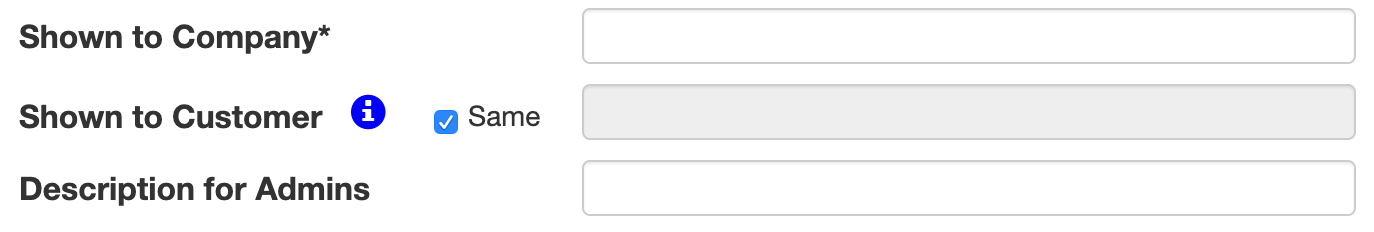 Shown to Company*
Shown to Customer Same
Description for Admins